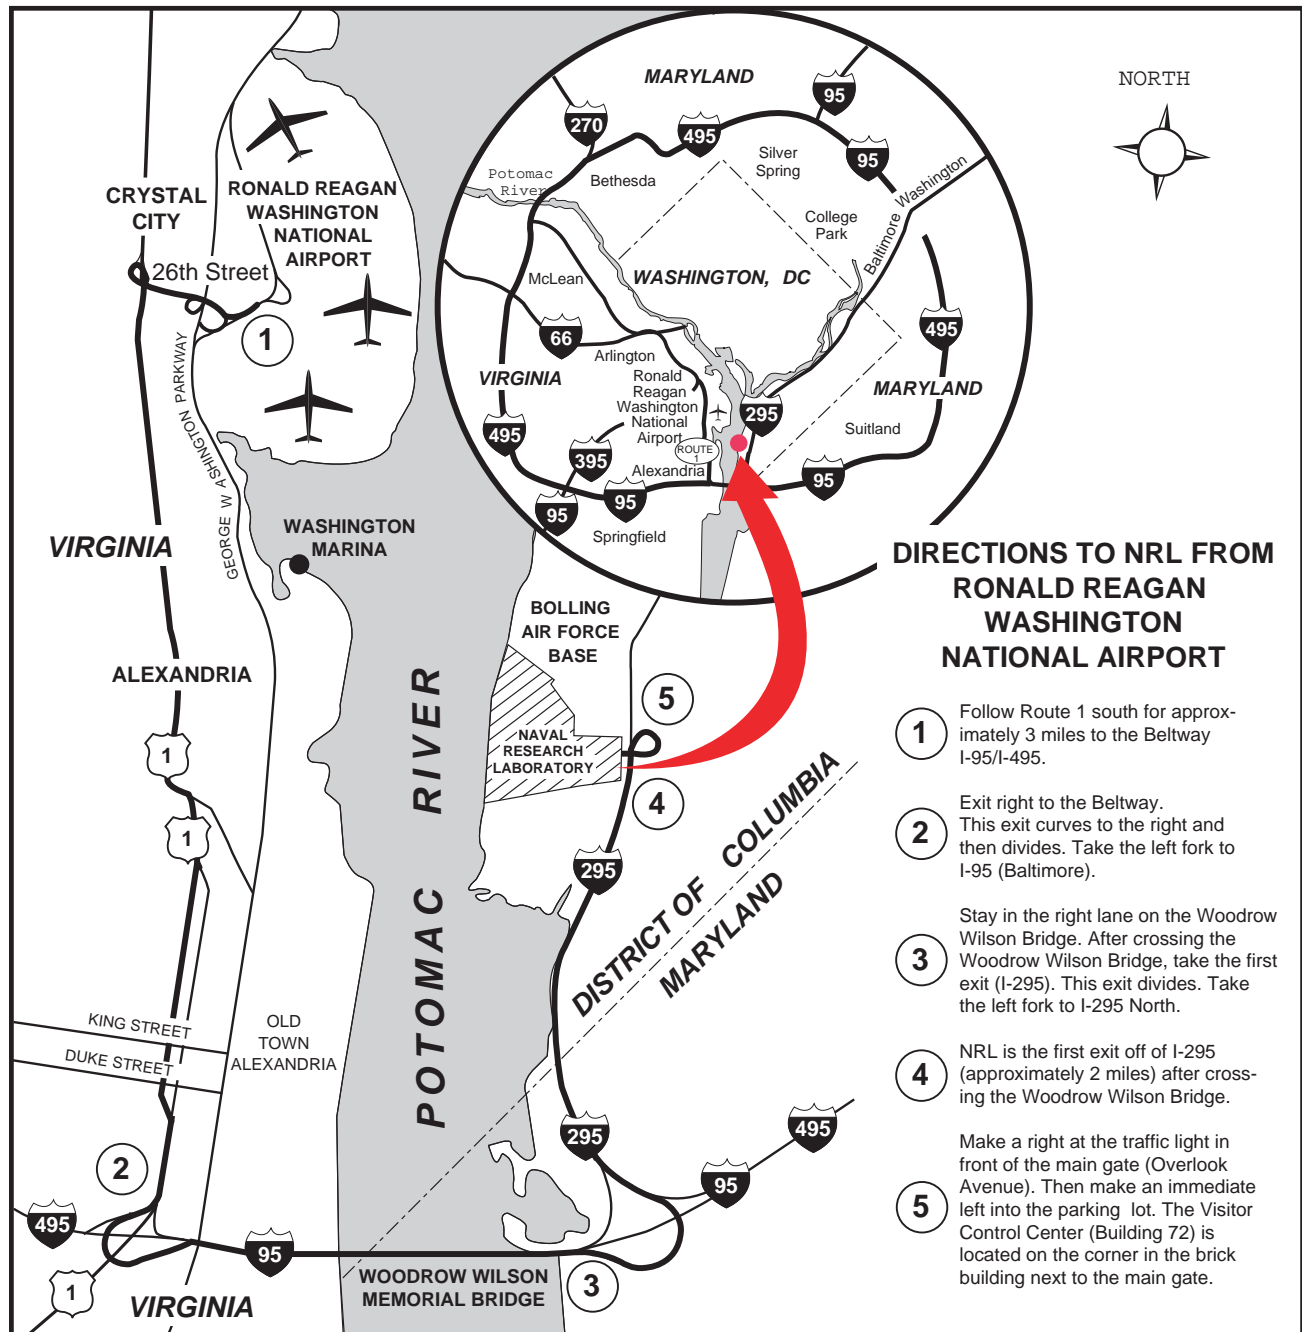 NORTH
MARYLAND
95
270
495
95
Silver
Spring
Potomac
River
Bethesda
Baltimore Washington
College
Park
WASHINGTON, DC
McLean
66
495
Arlington
VIRGINIA
Ronald
Reagan
Washington
National
Airport
MARYLAND
295
Suitland
495
395
ROUTE
1
Alexandria
95
95
95
Springfield
CRYSTAL
CITY
RONALD REAGAN
WASHINGTON
NATIONAL
AIRPORT
26th Street
1
GEORGE WASHINGTON PARKWAY
WASHINGTON
MARINA
VIRGINIA
BOLLING
AIR FORCE
BASE
ALEXANDRIA
5
1
NAVAL
RESEARCH
LABORATORY
4
1
295
POTOMAC RIVER
DISTRICT OF COLUMBIA
MARYLAND
KING STREET
DUKE STREET
OLD
TOWN
ALEXANDRIA
2
295
495
95
495
95
1
VIRGINIA
WOODROW WILSON
MEMORIAL BRIDGE
3
DIRECTIONS TO NRL FROM
RONALD REAGAN
WASHINGTON
NATIONAL AIRPORT
1
Follow Route 1 south for approx-
imately 3 miles to the Beltway
I-95/I-495.
2
Exit right to the Beltway.
This exit curves to the right and
then divides. Take the left fork to
I-95 (Baltimore).
3
Stay in the right lane on the Woodrow
Wilson Bridge. After crossing the
Woodrow Wilson Bridge, take the first
exit (I-295). This exit divides. Take
the left fork to I-295 North.
4
NRL is the first exit off of I-295
(approximately 2 miles) after cross-
ing the Woodrow Wilson Bridge.
5
Make a right at the traffic light in
front of the main gate (Overlook
Avenue). Then make an immediate
left into the parking lot. The Visitor
Control Center (Building 72) is
located on the corner in the brick
building next to the main gate.